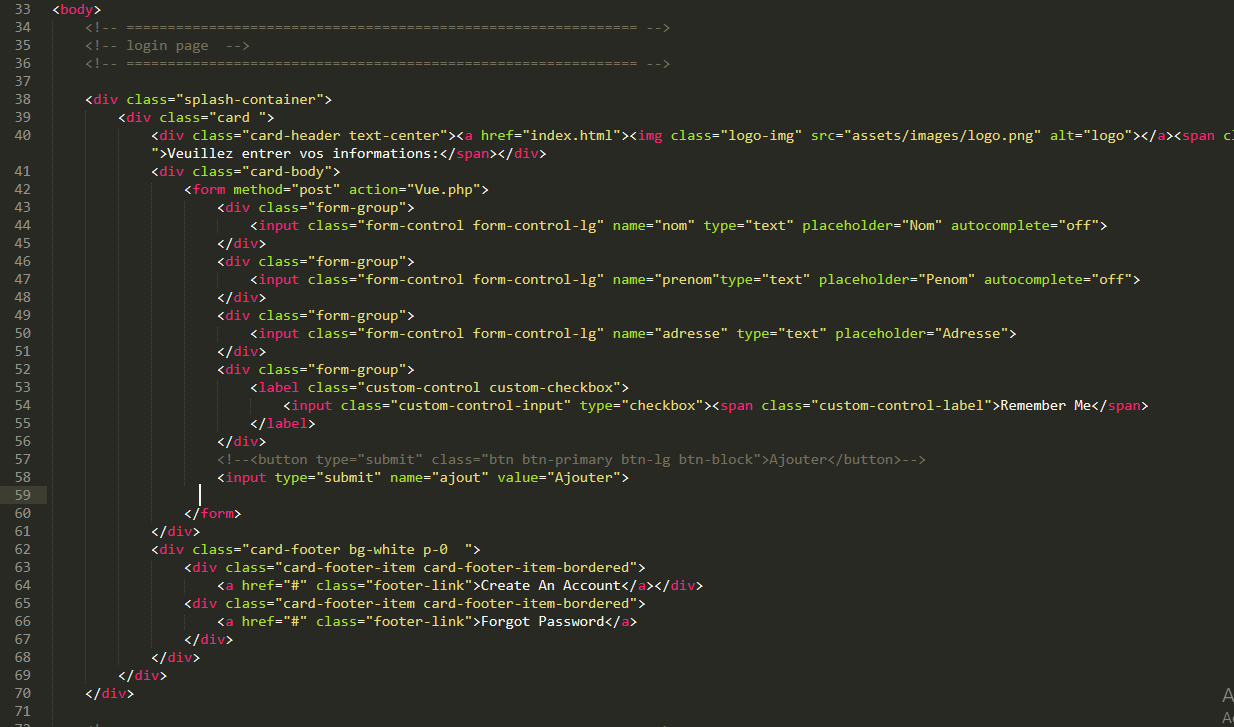 33 <body>
34 <!-- ============================================================== -->
35 <!-- login page  -->
36 <!-- ============================================================== -->
37
38 <div class="splash-container">
39 <div class="card ">
40 <div class="card-header text-center"><a href="index.html"><img class="logo-img" src="assets/images/logo.png" alt="logo"></a><span cl
">Veuillez entrer vos informations:</span></div>
41 <div class="card-body">
42 <form method="post" action="Vue.php">
43 <div class="form-group">
44 <input class="form-control form-control-lg" name="nom" type="text" placeholder="Nom" autocomplete="off">
45 </div>
46 <div class="form-group">
47 <input class="form-control form-control-lg" name="prenom"type="text" placeholder="Penom" autocomplete="off">
48 </div>
49 <div class="form-group">
50 <input class="form-control form-control-lg" name="adresse" type="text" placeholder="Adresse">
51 </div>
52 <div class="form-group">
53 <label class="custom-control custom-checkbox">
54 <input class="custom-control-input" type="checkbox"><span class="custom-control-label">Remember Me</span>
55 </label>
56 </div>
57 <!--<button type="submit" class="btn btn-primary btn-lg btn-block">Ajouter</button>-->
58 <input type="submit" name="ajout" value="Ajouter">
59
60 </form>
61 </div>
62 <div class="card-footer bg-white p-0  ">
63 <div class="card-footer-item card-footer-item-bordered">
64 <a href="#" class="footer-link">Create An Account</a></div>
65 <div class="card-footer-item card-footer-item-bordered">
66 <a href="#" class="footer-link">Forgot Password</a>
67 </div>
68 </div>
69 </div>
70 </div>
71